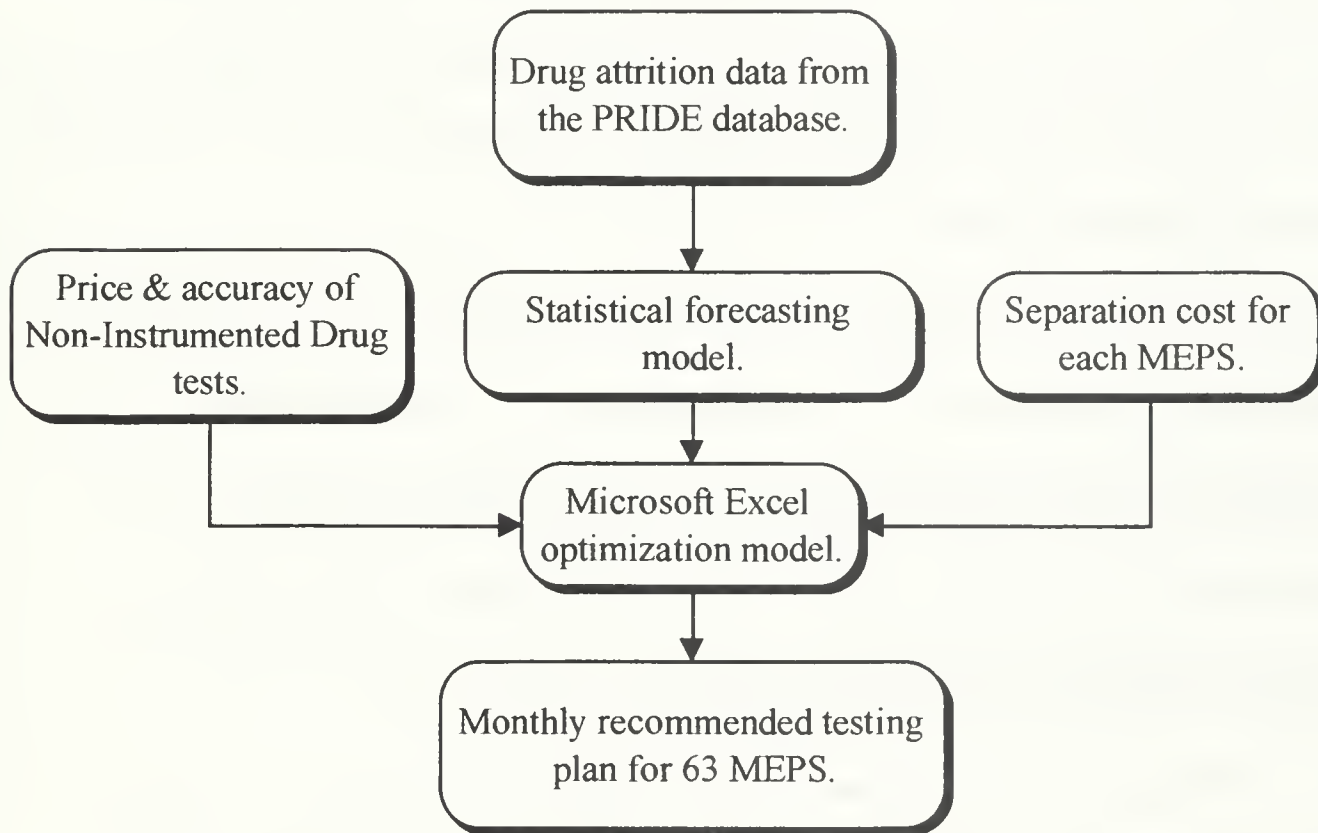 Drug attrition data from
the PRIDE database.
Price & accuracy of
Non-Instrumented Drug
tests.
Statistical forecasting
model.
Separation cost for
each MEPS.
Microsoft Excel
optimization model.
Monthly recommended testing
plan for 63 MEPS.